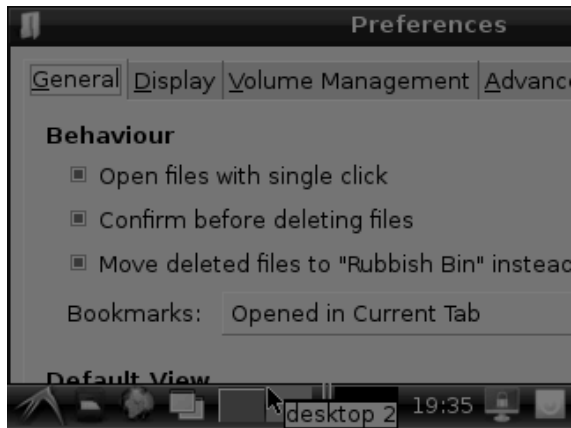 Preferences
General Display Volume Management Advanc
Behaviour
Open files with single click
Confirm before deleting files
Move deleted files to "Rubbish Bin" instead
Bookmarks: Opened in Current Tab
Default View
desktop 2 19:35